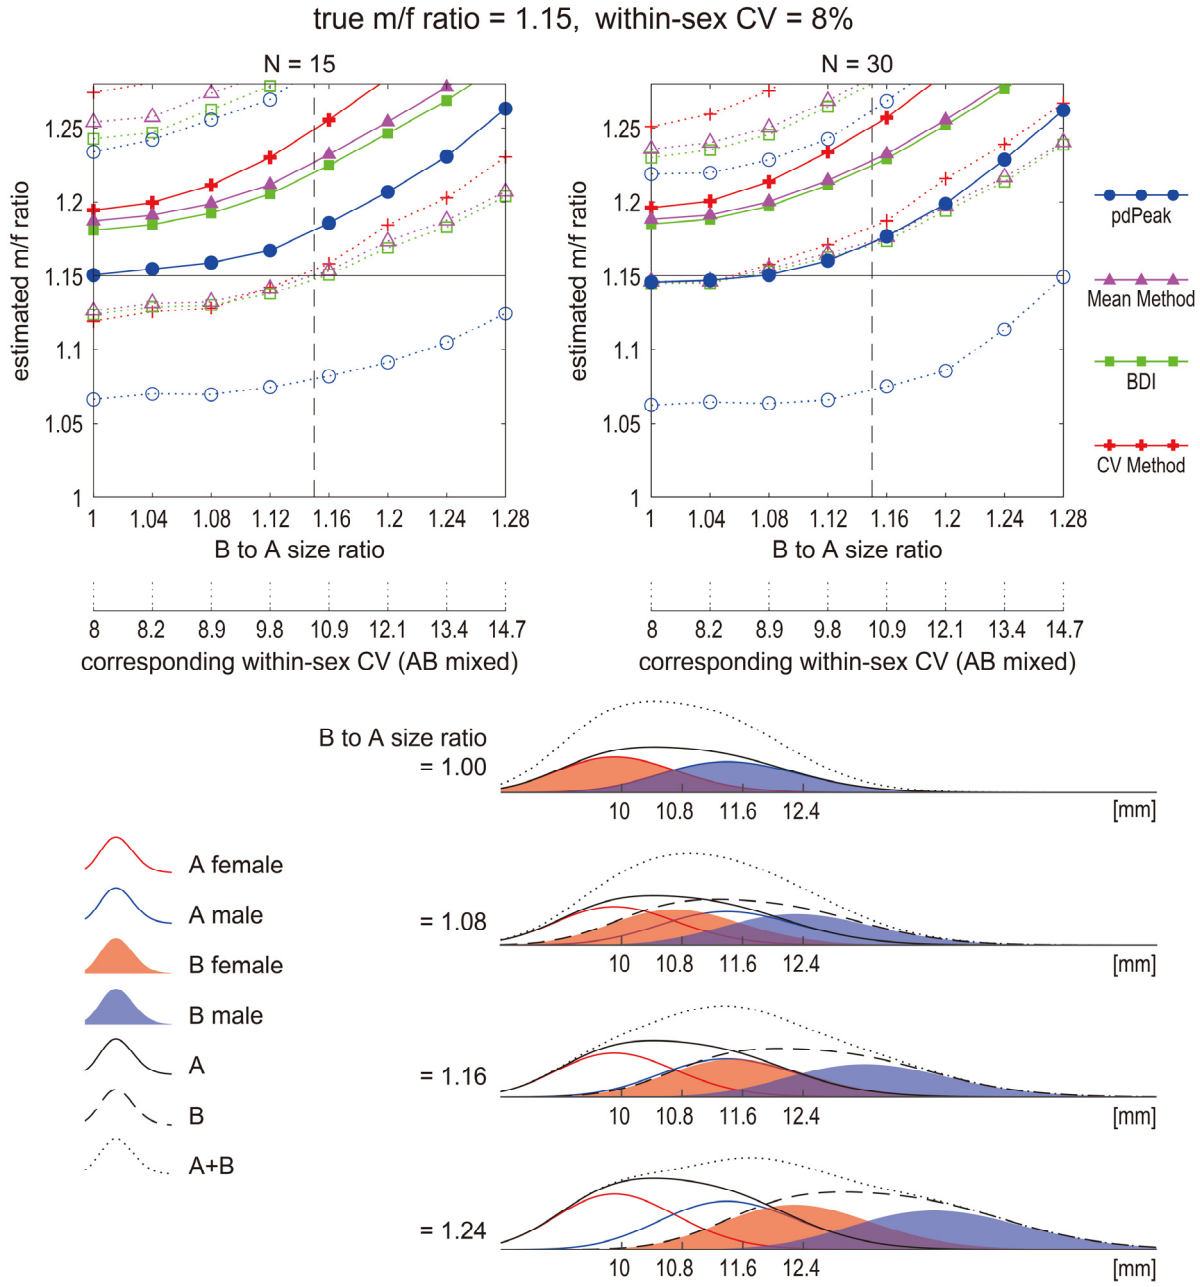 true m/f ratio = 1.15, within-sex CV = 8%
N = 15
estimated m/f ratio
1.25
1.2
1.15
1.1
1.05
1
1 1.04 1.08 1.12 1.16 1.2 1.24 1.28
B to A size ratio
8 8.2 8.9 9.8 10.9 12.1 13.4 14.7
corresponding within-sex CV (AB mixed)
N = 30
estimated m/f ratio
1.25
1.2
1.15
1.1
1.05
1
1 1.04 1.08 1.12 1.16 1.2 1.24 1.28
B to A size ratio
8 8.2 8.9 9.8 10.9 12.1 13.4 14.7
corresponding within-sex CV (AB mixed)
pdPeak
Mean Method
BDI
CV Method
B to A size ratio
= 1.00
10 10.8 11.6 12.4 [mm]
= 1.08
10 10.8 11.6 12.4 [mm]
= 1.16
10 10.8 11.6 12.4 [mm]
= 1.24
10 10.8 11.6 12.4 [mm]
A female
A male
B female
B male
A
B
A+B